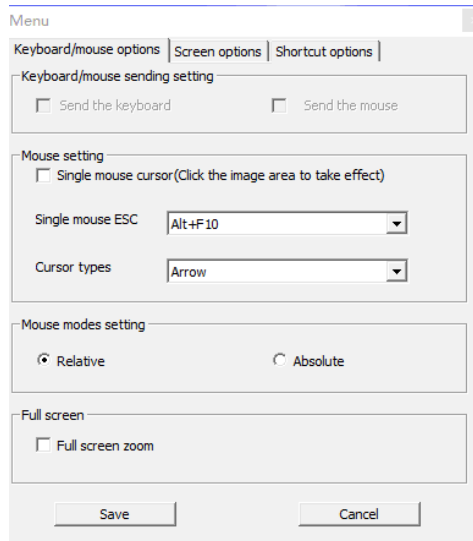 Menu
Keyboard/mouse options Screen options Shortcut options
Keyboard/mouse sending setting
Send the keyboard Send the mouse
Mouse setting
Single mouse cursor(Click the image area to take effect)
Single mouse ESC Alt+F10
Cursor types Arrow
Mouse modes setting
Relative Absolute
Full screen
Full screen zoom
Save Cancel